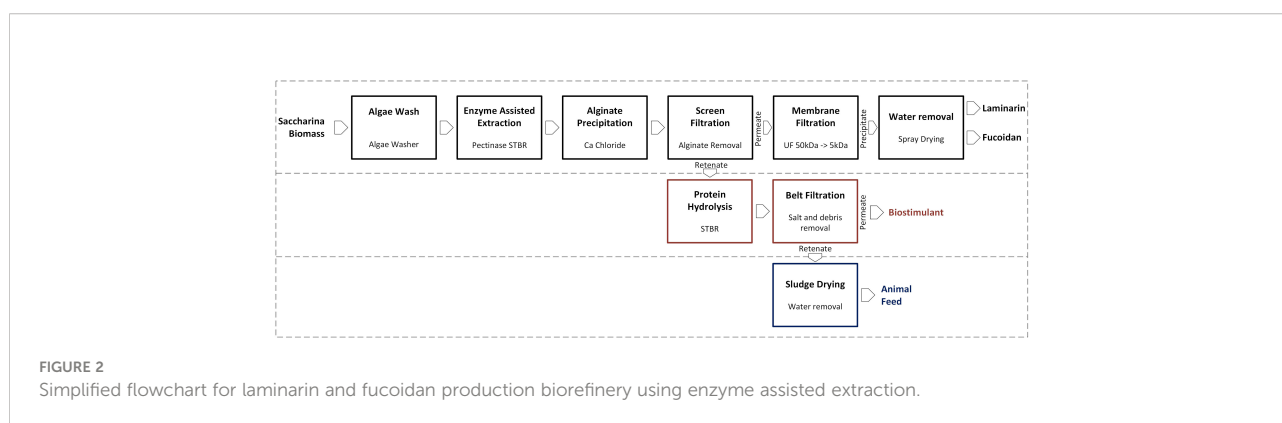 Saccharina
Biomass
Algae Wash
Algae Washer
Enzyme Assisted
Extraction
Pectinase STBR
Alginate
Precipitation
Ca Chloride
Screen
Filtration
Alginate Removal
Permeate
Membrane
Filtration
UF 50kDa -> 5kDa
Precipitate
Water removal
Spray Drying
Laminarin
Fucoidan
Retenate
Protein
Hydrolysis
STBR
Belt Filtration
Salt and debris
removal
Permeate
Biostimulant
Retenate
Sludge Drying
Water removal
Animal
Feed
FIGURE 2
Simplified flowchart for laminarin and fucoidan production biorefinery using enzyme assisted extraction.